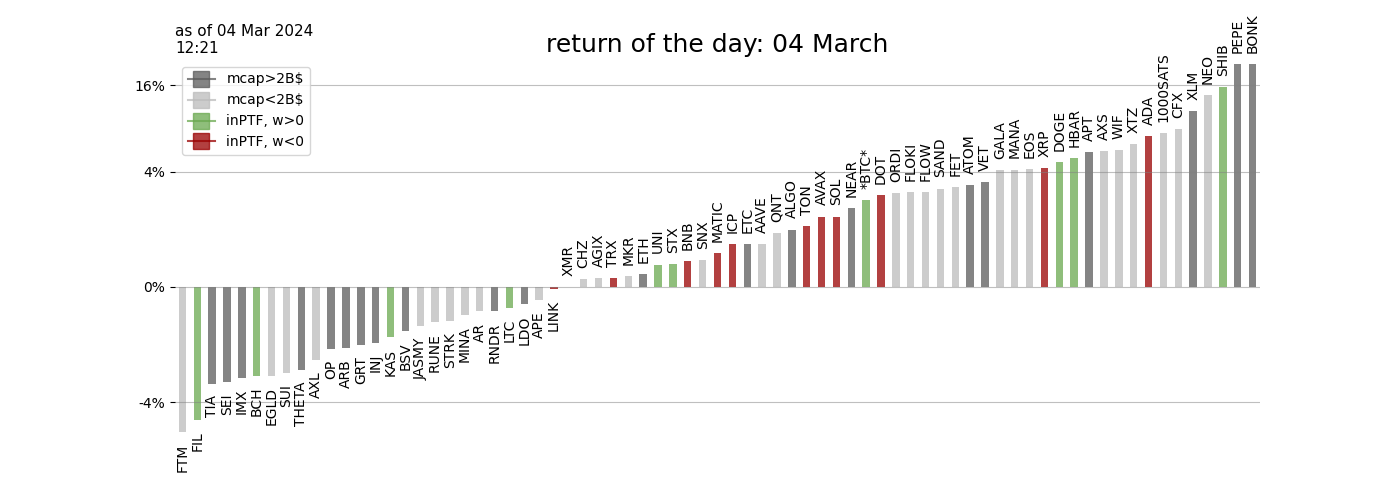 as of 04 Mar 2024
12:21
return of the day: 04 March
mcap>2B$
mcap<2B$
inPTF, w>0
inPTF, w<0
16%
4%
0%
-4%
FTM
FIL
TIA
SEI
IMX
BCH
EGLD
SUI
THETA
AXL
OP
ARB
GRT
INJ
KAS
BSV
JASMY
RUNE
STRK
MINA
AR
RNDR
LTC
LDO
APE
LINK
XMR
CHZ
AGIX
TRX
MKR
ETH
UNI
STX
BNB
SNX
MATIC
ICP
ETC
AAVE
QNT
ALGO
TON
AVAX
SOL
NEAR
*BTC*
DOT
ORDI
FLOKI
FLOW
SAND
FET
ATOM
VET
GALA
MANA
EOS
XRP
DOGE
HBAR
APT
AXS
WIF
XTZ
ADA
1000SATS
CFX
XLM
NEO
SHIB
PEPE
BONK